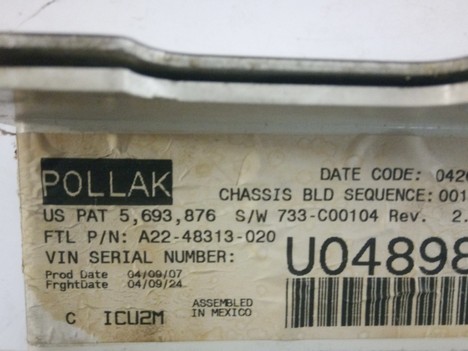 POLLAK
DATE CODE: 042
CHASSIS BLD SEQUENCE: 001
US PAT 5,693,876 S/W 733-C00104 Rev. 2.
FTL P/N: A22-48313-020
VIN SERIAL NUMBER: U04898
Prod Date 04/09/07
FrghtDate 04/09/24
C ICU2M
ASSEMBLED
IN MEXICO